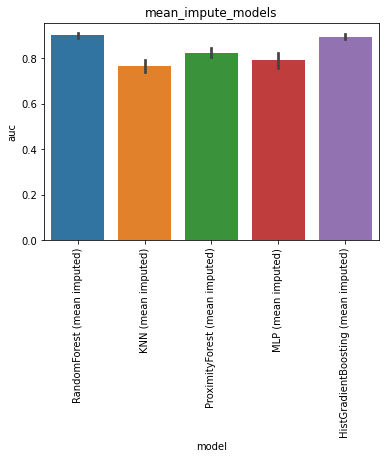 mean_impute_models
auc
0.8
0.6
0.4
0.2
0.0
RandomForest (mean imputed)
KNN (mean imputed)
ProximityForest (mean imputed)
MLP (mean imputed)
HistGradientBoosting (mean imputed)
model